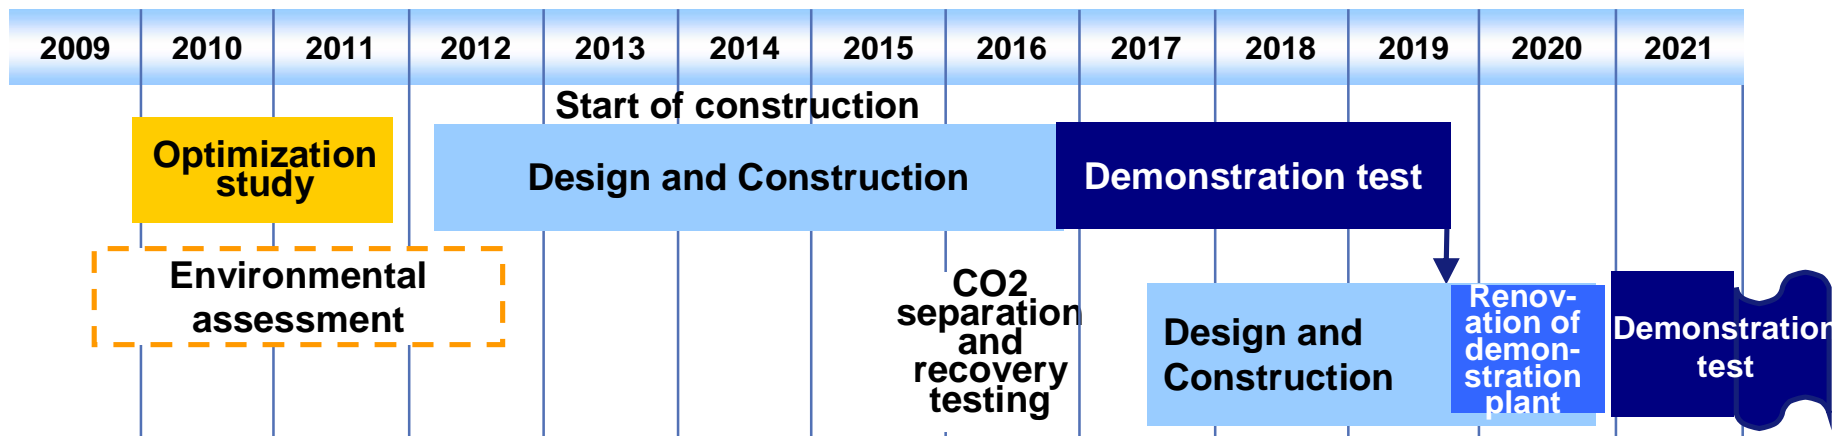 2009 2010 2011 2012 2013 2014 2015 2016 2017 2018 2019 2020 2021
Start of construction
Optimization
study
Design and Construction
Demonstration test
Environmental
assessment
CO2
separation
and
recovery
testing
Design and
Construction
Renov-
ation of
demon-
stration
plant
Demonstration
test